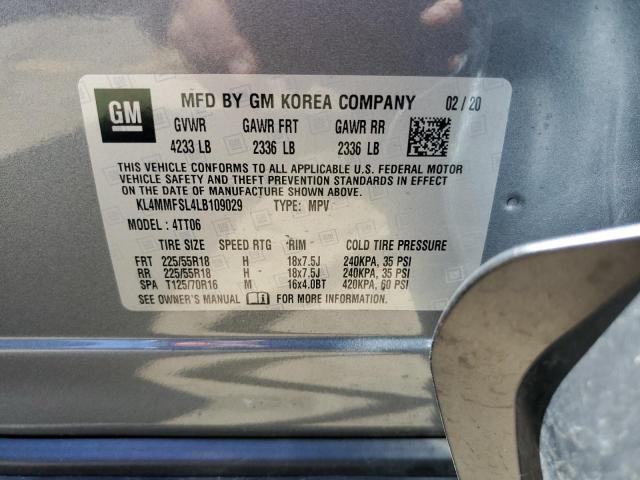 GM MFD BY GM KOREA COMPANY 02 / 20
GVWR GAWR FRT GAWR RR
4233 LB 2336 LB 2336 LB
THIS VEHICLE CONFORMS TO ALL APPLICABLE U.S. FEDERAL MOTOR
VEHICLE SAFETY AND THEFT PREVENTION STANDARDS IN EFFECT
ON THE DATE OF MANUFACTURE SHOWN ABOVE.
KL4MMFSL4LB109029 TYPE: MPV
MODEL: 4TT06
TIRE SIZE SPEED RTG RIM COLD TIRE PRESSURE
FRT 225/55R18 H 18x7.5J 240KPA, 35 PSI
RR 225/55R18 H 18x7.5J 240KPA, 35 PSI
SPA T125/70R16 M 16x4.0BT 420KPA, 60 PSI
SEE OWNER'S MANUAL FOR MORE INFORMATION.